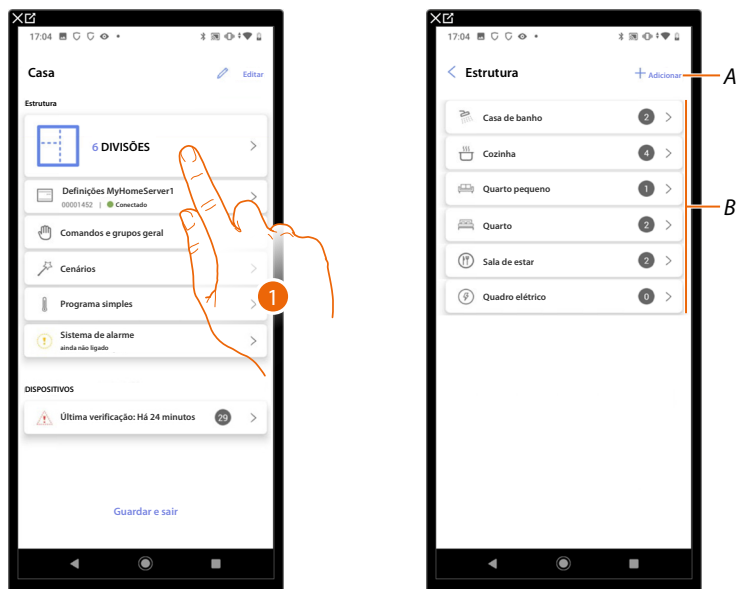 17:04
Casa
Editar
Estrutura
6 DIVISÕES
Definições MyHomeServer1
00001452 | Conectado
Comandos e grupos geral
Cenários
Programa simples
Sistema de alarme
ainda não ligado
DISPOSITIVOS
Última verificação: Há 24 minutos
29
Guardar e sair
1
17:04
Estrutura
+ Adicionar
A
Casa de banho
2
Cozinha
4
Quarto pequeno
1
Quarto
2
Sala de estar
2
Quadro elétrico
0
B